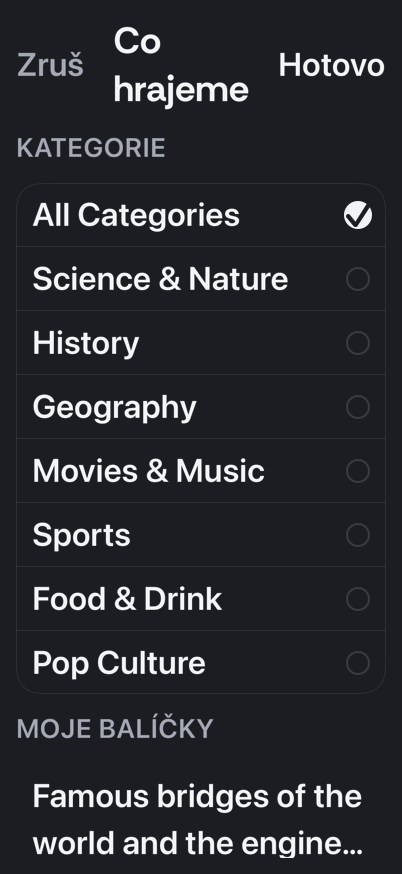 Zruš
Co
hrajeme
Hotovo
KATEGORIE
All Categories
Science & Nature
History
Geography
Movies & Music
Sports
Food & Drink
Pop Culture
MOJE BALÍČKY
Famous bridges of the
world and the engine...